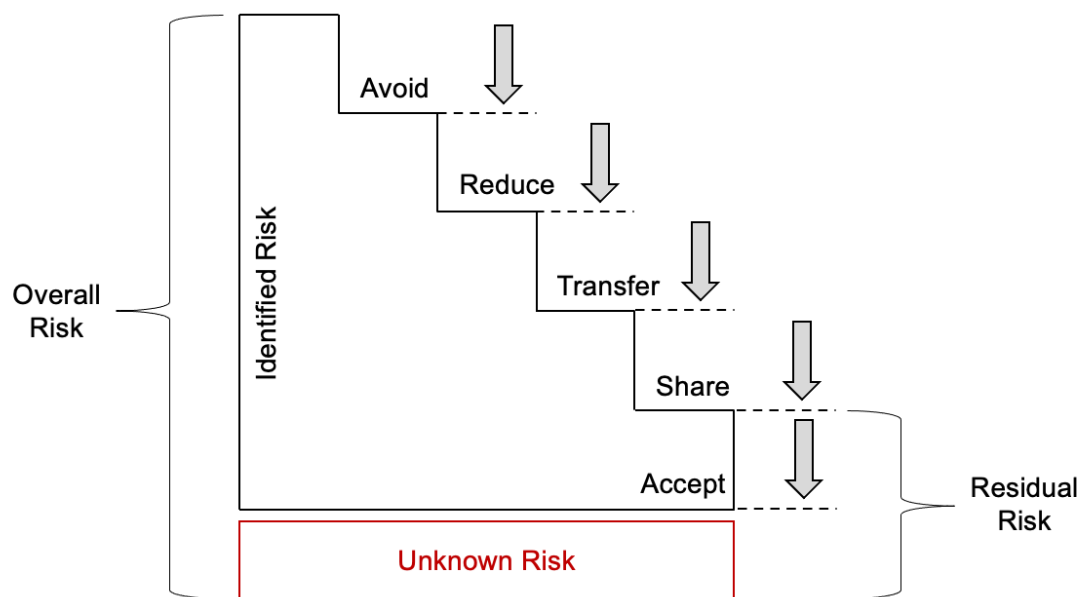 Avoid
Reduce
Identified Risk
Transfer
Overall
Risk
Share
Accept
Residual
Risk
Unknown Risk